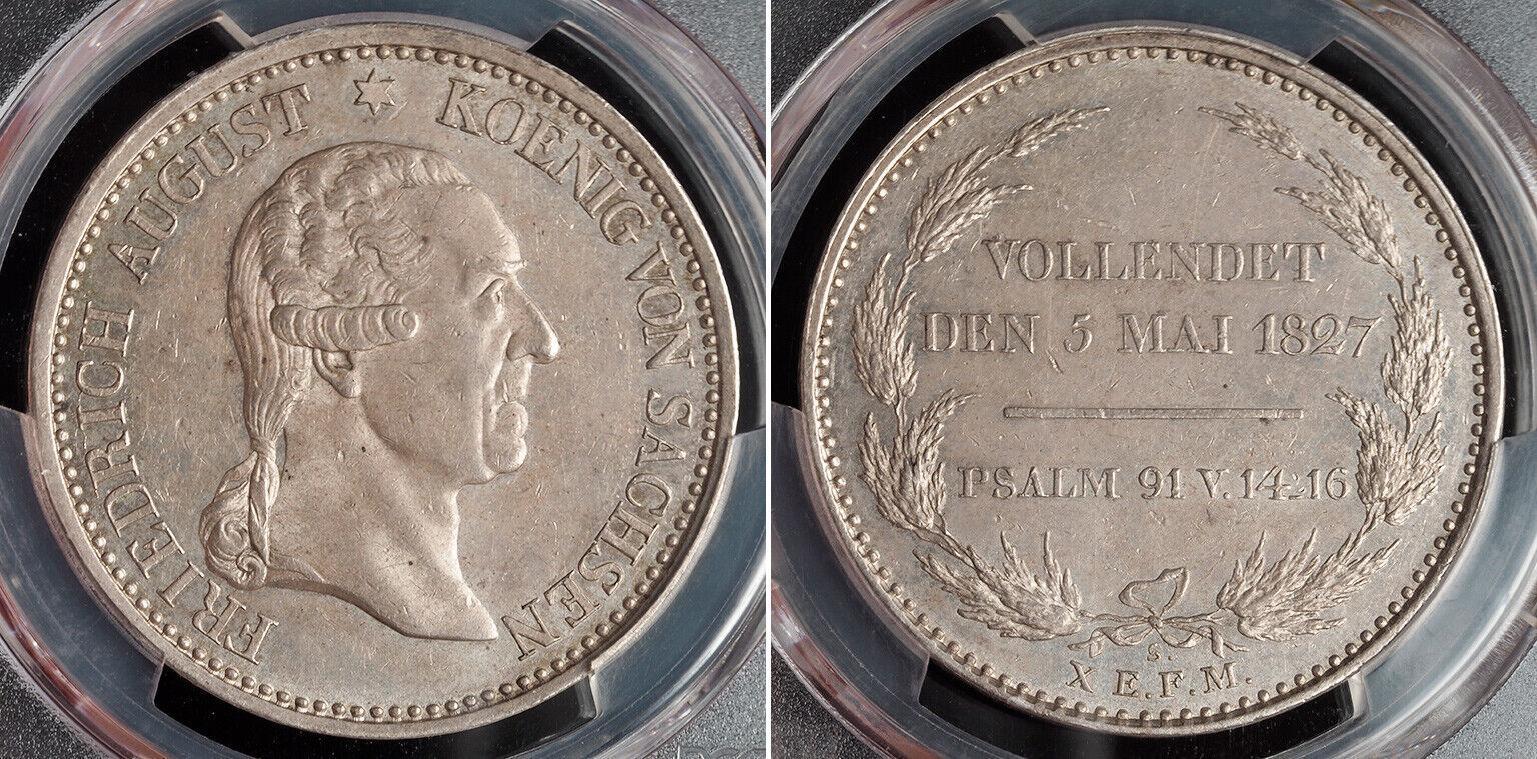 FRIEDRICH AUGUST ✶ KOENIG VON SACHSEN
VOLLENDET
DEN 5 MAI 1827
PSALM 91 V. 14-16
S.
X E.F.M.